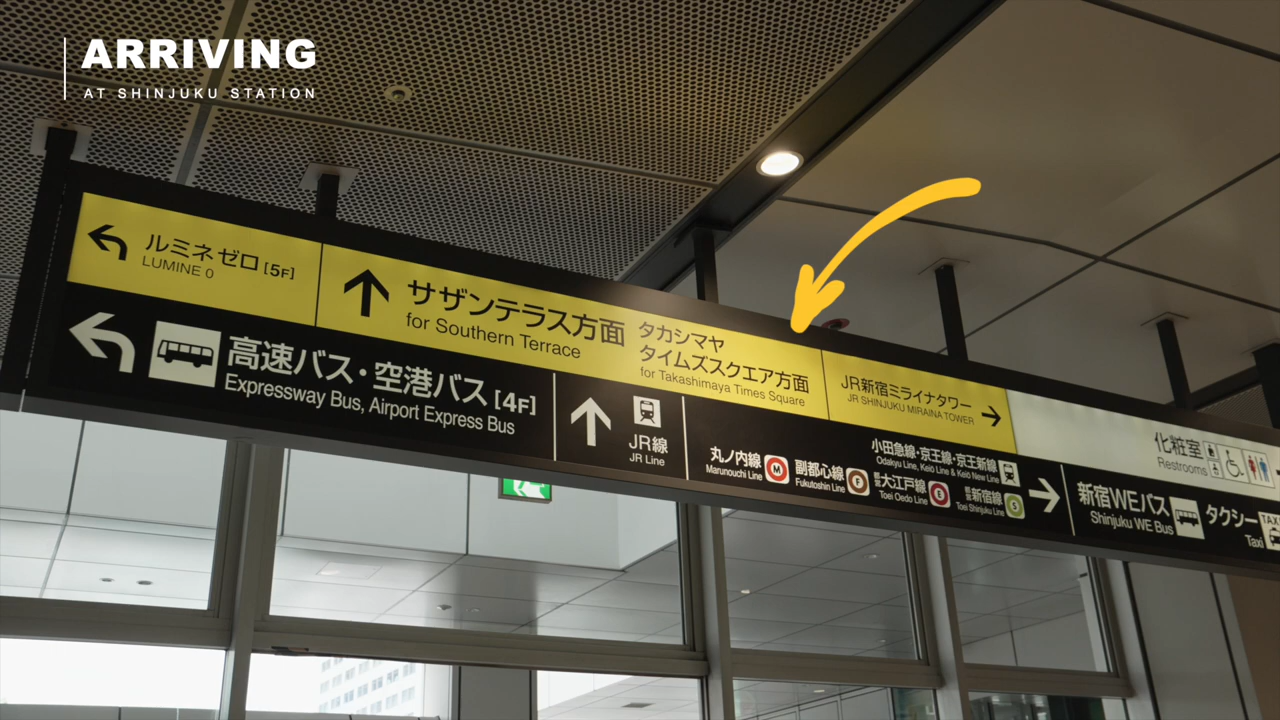 ARRIVING
AT SHINJUKU STATION
ルミネゼロ [5F]
LUMINE 0
サザンテラス方面
for Southern Terrace
タカシマヤ
タイムズスクエア方面
for Takashimaya Times Square
JR新宿ミライナタワー
JR SHINJUKU MIRAINA TOWER
化粧室
Restrooms
高速バス・空港バス [4F]
Expressway Bus, Airport Express Bus
JR線
JR Line
丸ノ内線
Marunouchi Line
M
副都心線
Fukutoshin Line
F
小田急線・京王線・京王新線
Odakyu Line, Keiō Line & Keiō New Line
都営大江戸線
Toei Oedo Line
E
都営新宿線
Toei Shinjuku Line
S
新宿WEバス
Shinjuku WE Bus
タクシー
Taxi
TAXI